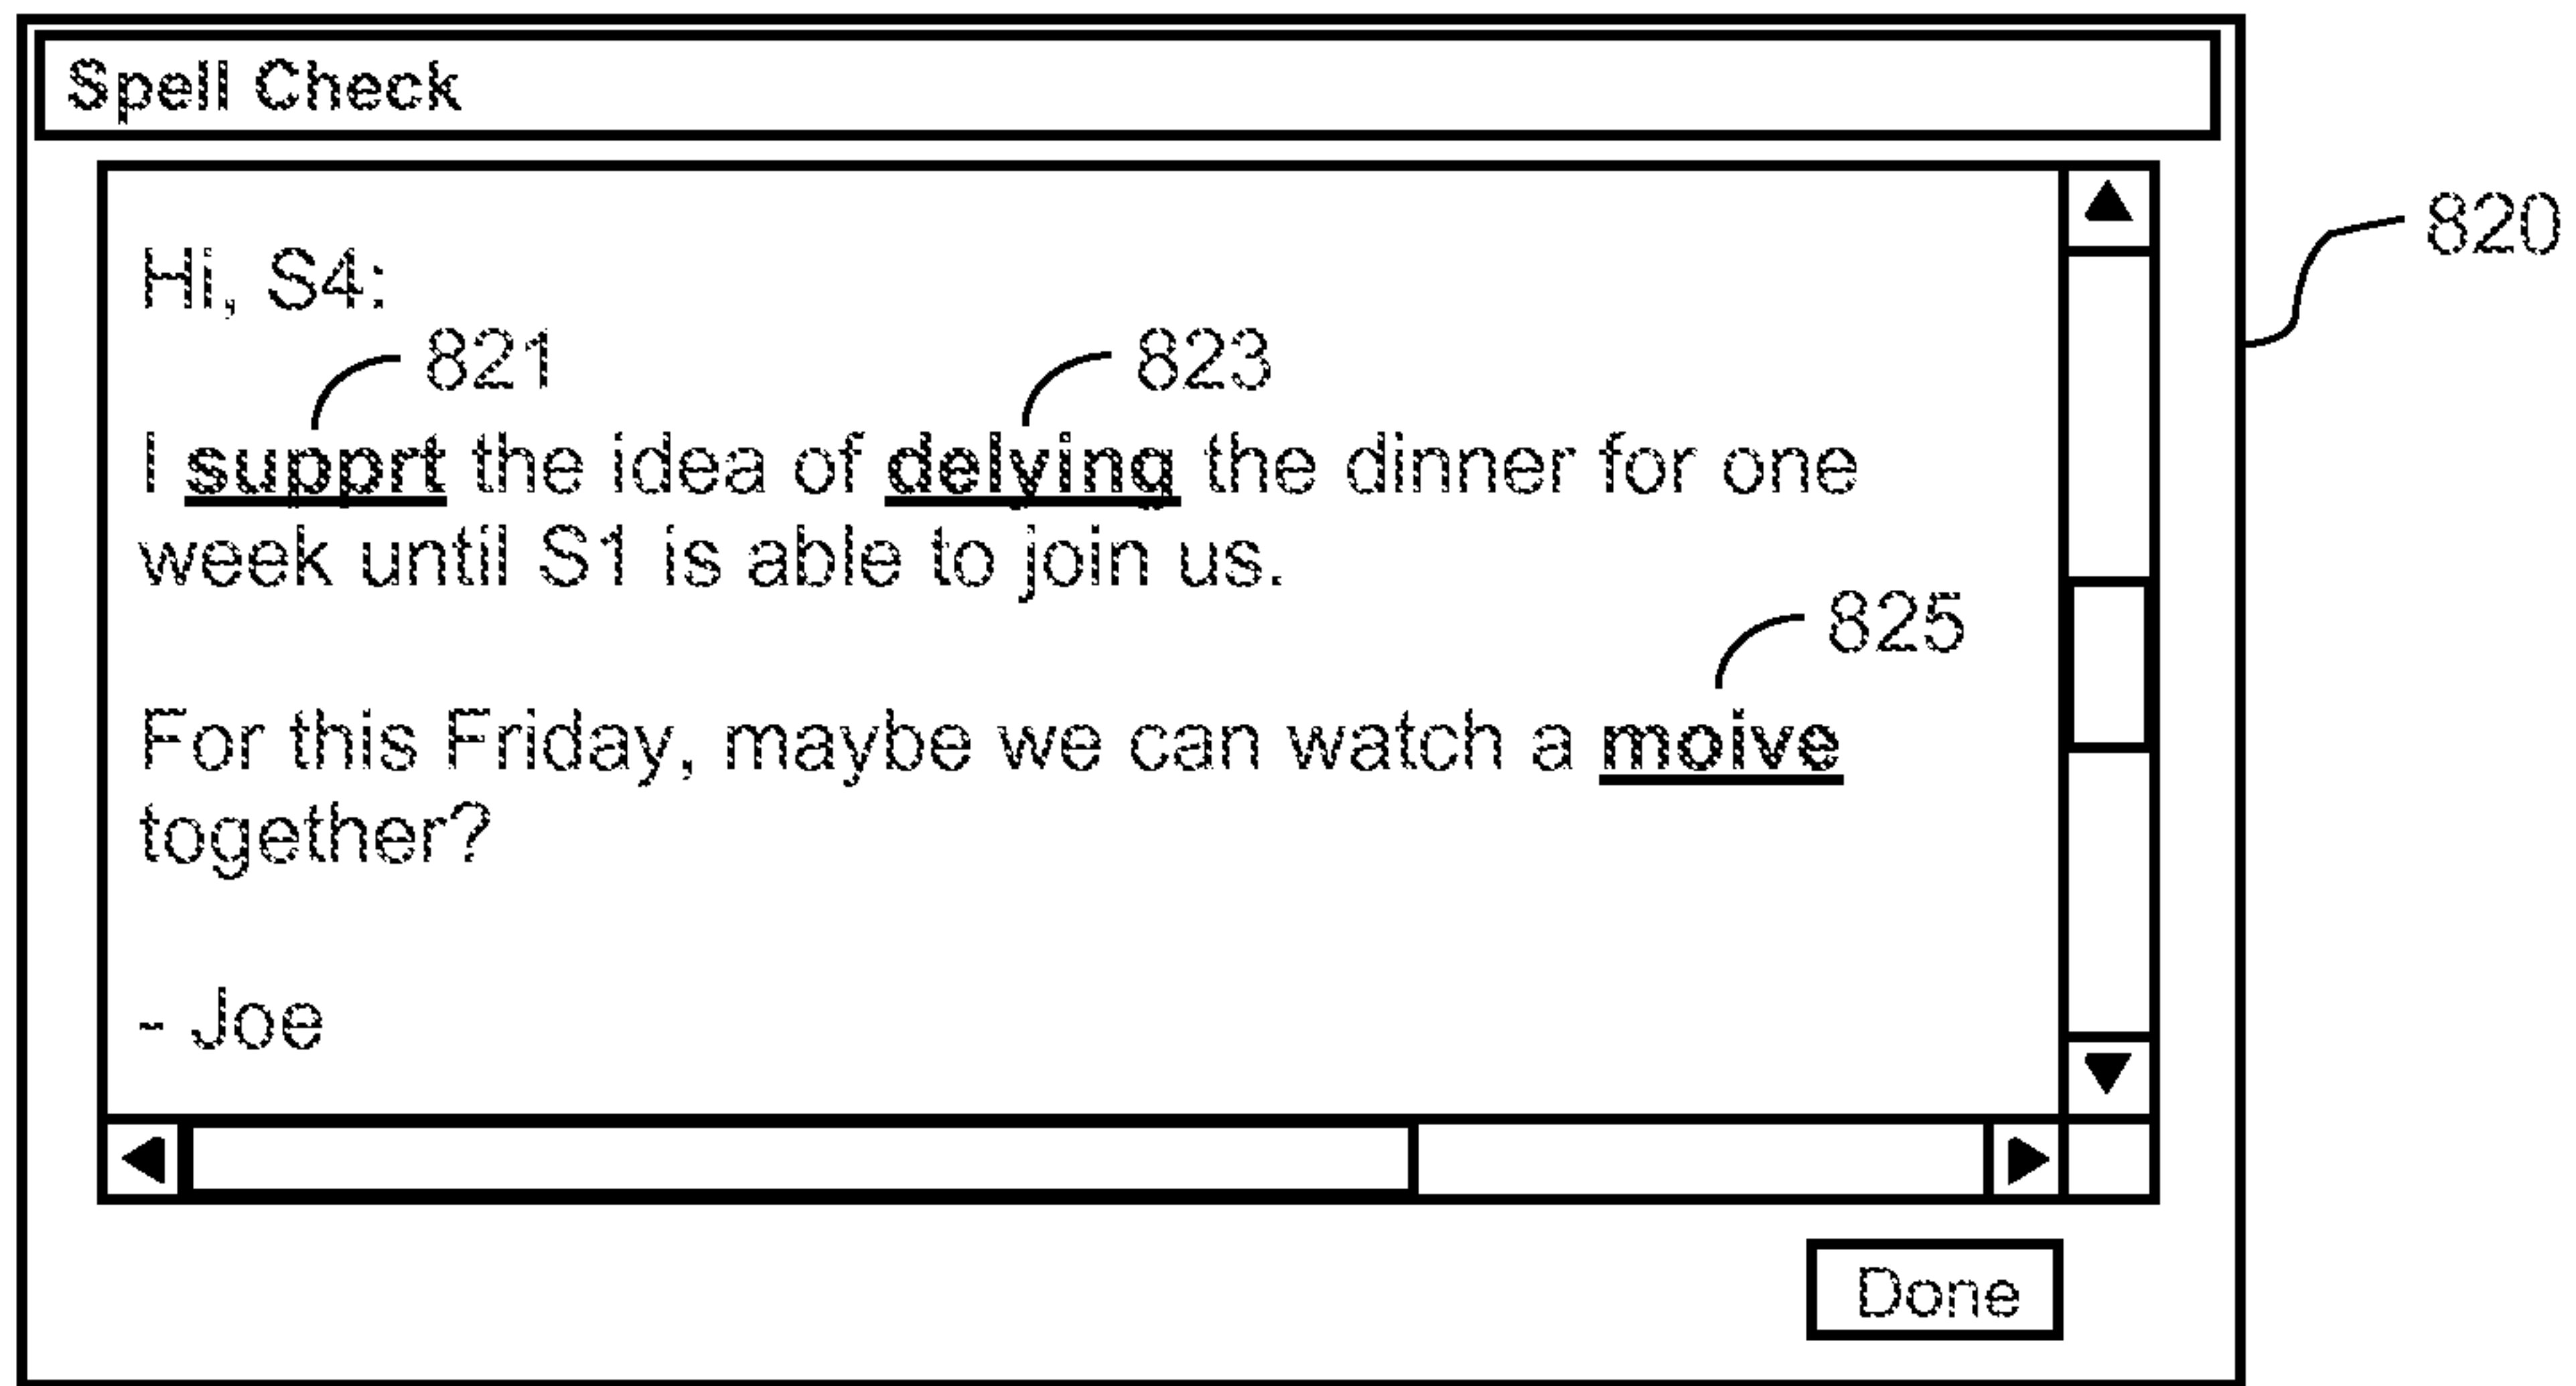 Spell Check
820
Hi, S4:
821 823
I supprt the idea of delying the dinner for one
week until S1 is able to join us.
825
For this Friday, maybe we can watch a moive
together?
- Joe
Done